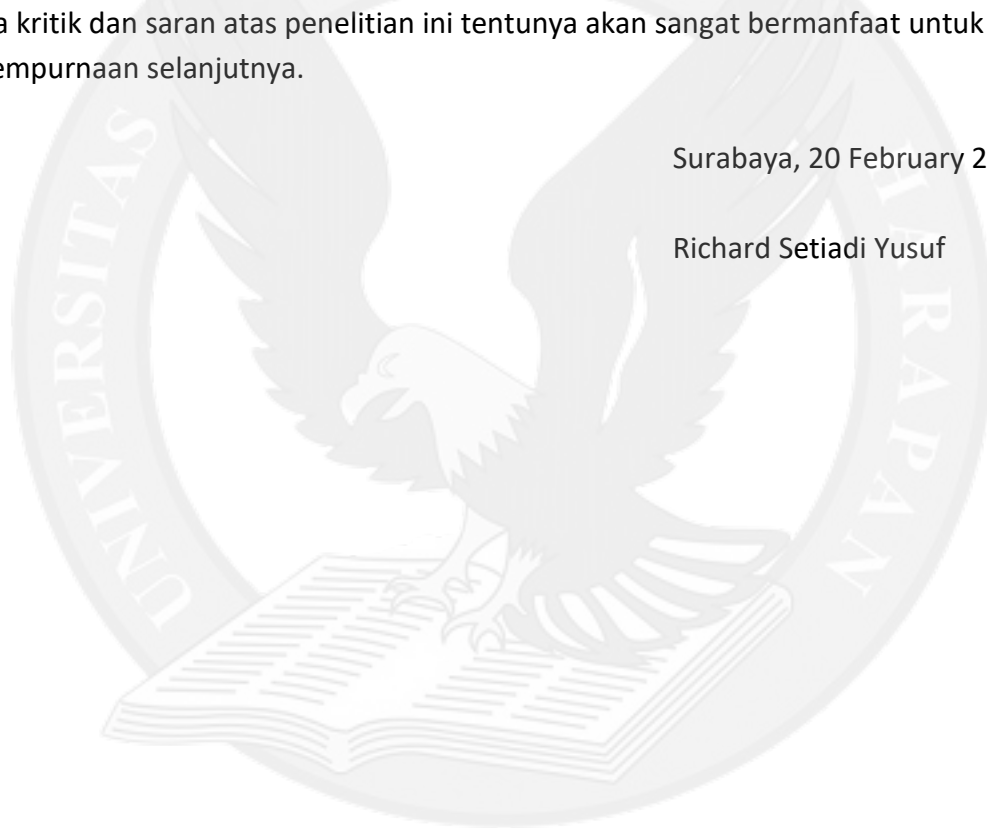 a kritik dan saran atas penelitian ini tentunya akan sangat bermanfaat untuk
empurnaan selanjutnya.
Surabaya, 20 February 2
Richard Setiadi Yusuf
UNIVERSITAS
HARAPAN